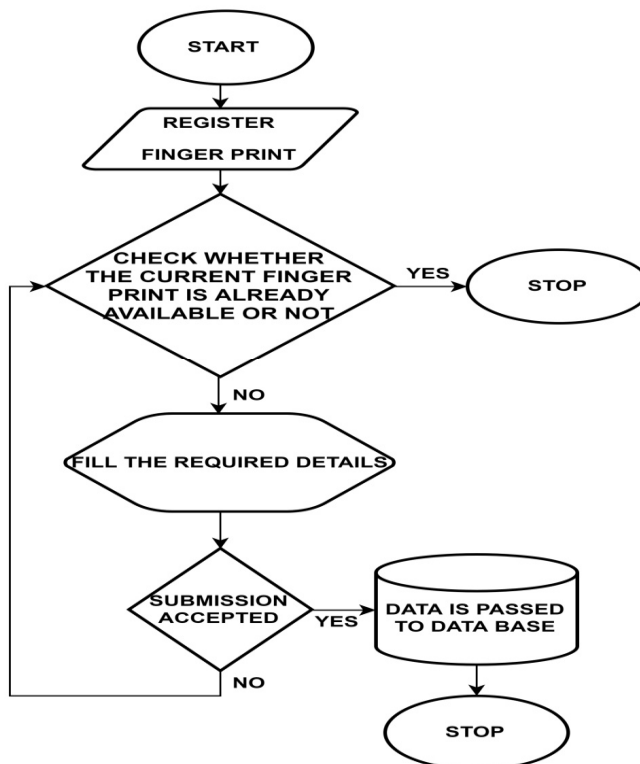 START
REGISTER
FINGER PRINT
CHECK WHETHER
THE CURRENT FINGER
PRINT IS ALREADY
AVAILABLE OR NOT
YES
STOP
NO
FILL THE REQUIRED DETAILS
SUBMISSION
ACCEPTED
YES
DATA IS PASSED
TO DATA BASE
NO
STOP